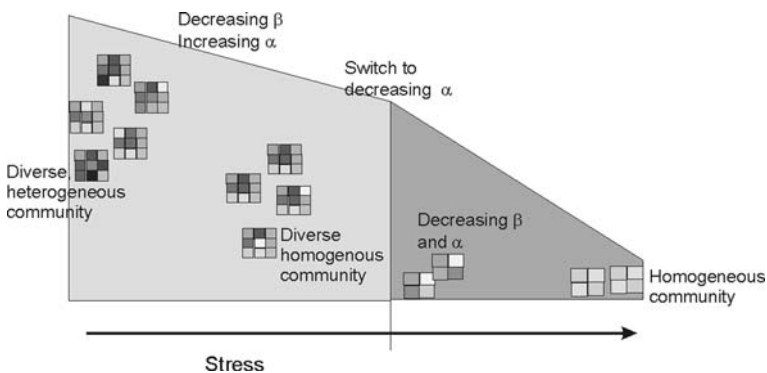 Decreasing β
Increasing α
Switch to
decreasing α
Diverse,
heterogeneous
community
Diverse
homogenous
community
Decreasing β
and α
Homogeneous
community
Stress